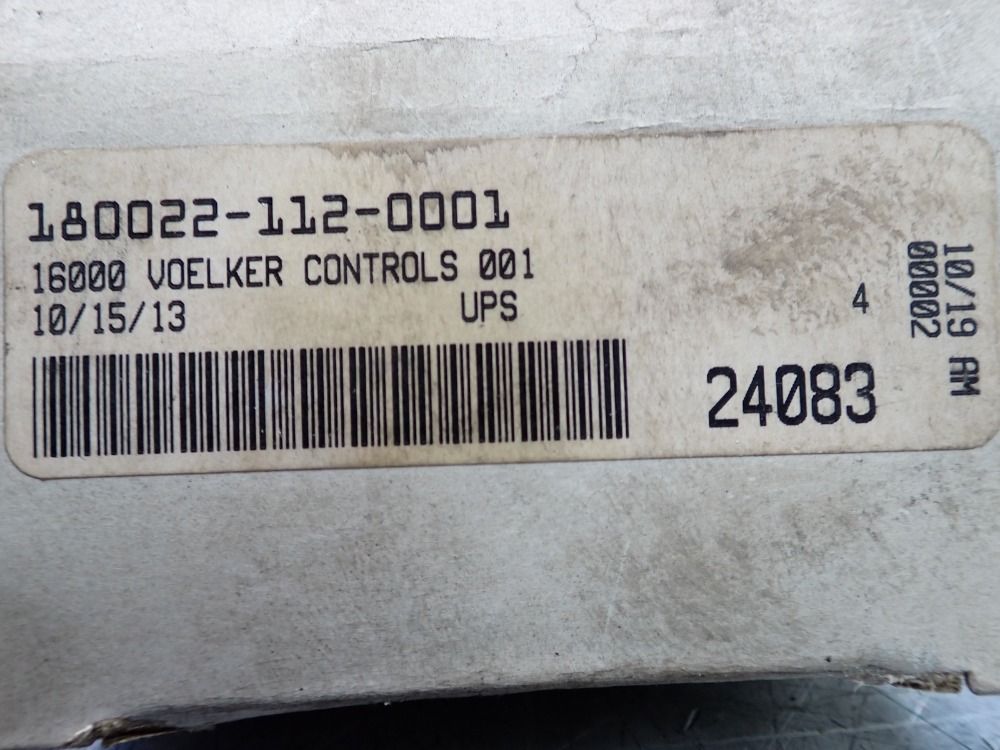 180022-112-0001
16000 VOELKER CONTROLS 001
10/15/13 UPS 4
24083
10/19 AM
00002